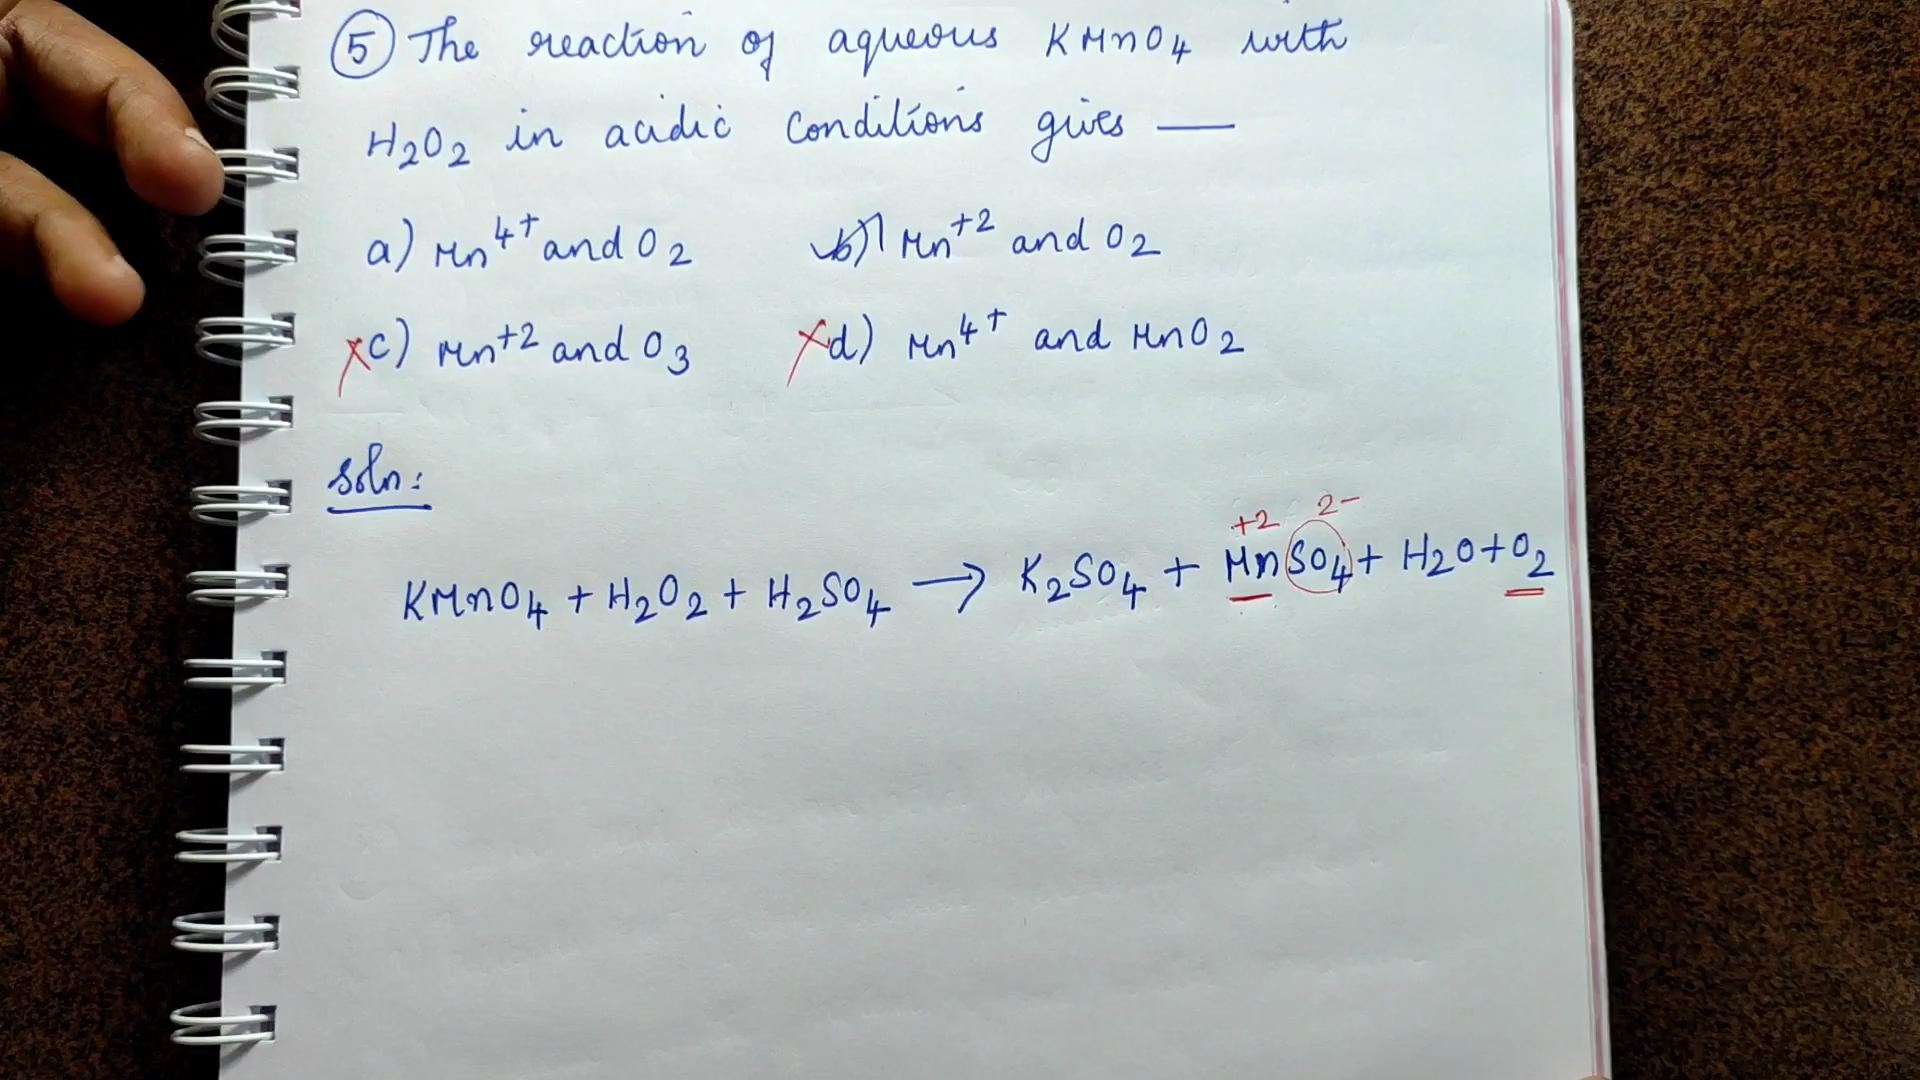 5 The reaction of aqueous KMnO4 with
H2O2 in acidic conditions gives —
a) Mn4+ and O2 b) Mn+2 and O2
c) Mn+2 and O3 d) Mn4+ and MnO2
soln:
+2 2-
KMnO4 + H2O2 + H2SO4 → K2SO4 + MnSO4 + H2O + O2